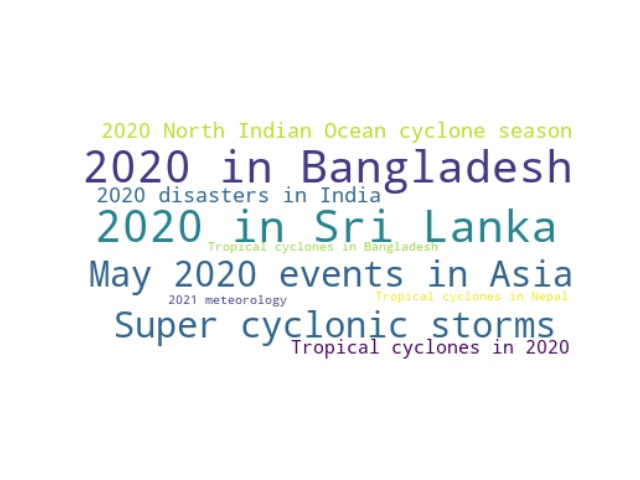 2020 North Indian Ocean cyclone season
2020 in Bangladesh
2020 disasters in India
2020 in Sri Lanka
Tropical cyclones in Bangladesh
May 2020 events in Asia
Tropical cyclones in Nepal
2021 meteorology
Super cyclonic storms
Tropical cyclones in 2020